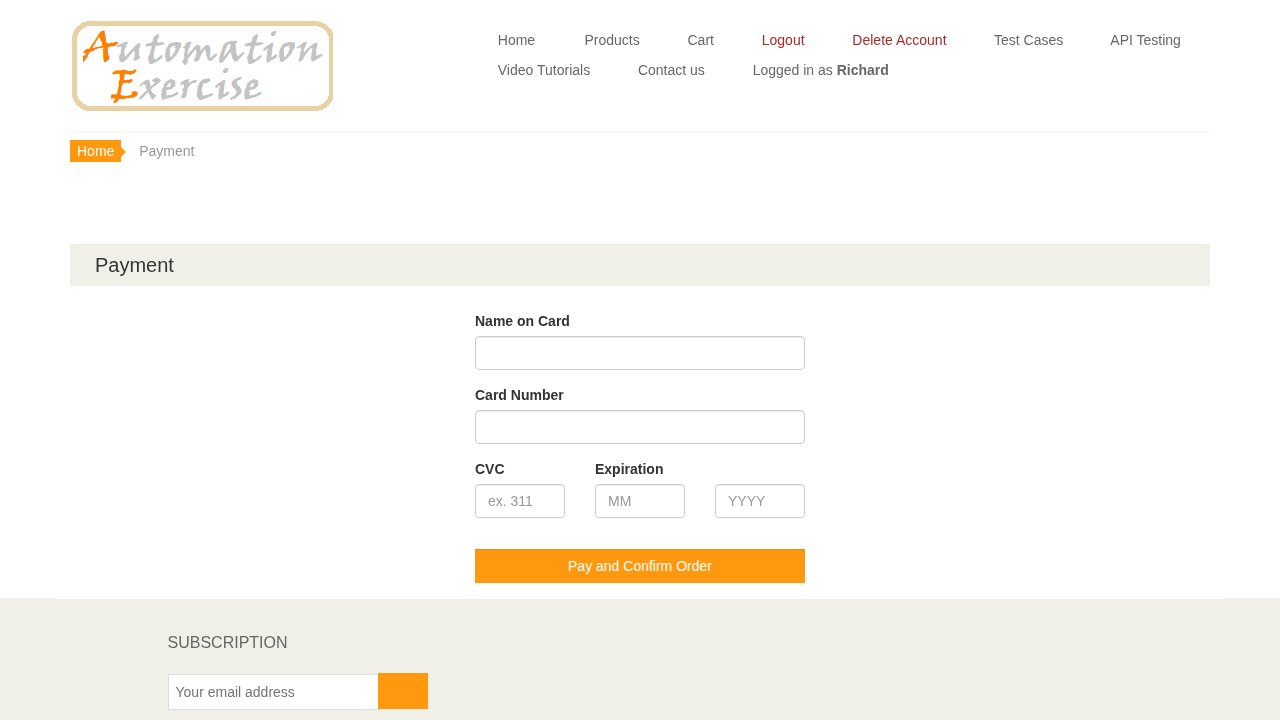 Automation
Exercise
Home Products Cart Logout Delete Account Test Cases API Testing
Video Tutorials Contact us Logged in as Richard
Home Payment
Payment
Name on Card
Card Number
CVC Expiration
ex. 311 MM YYYY
Pay and Confirm Order
SUBSCRIPTION
Your email address